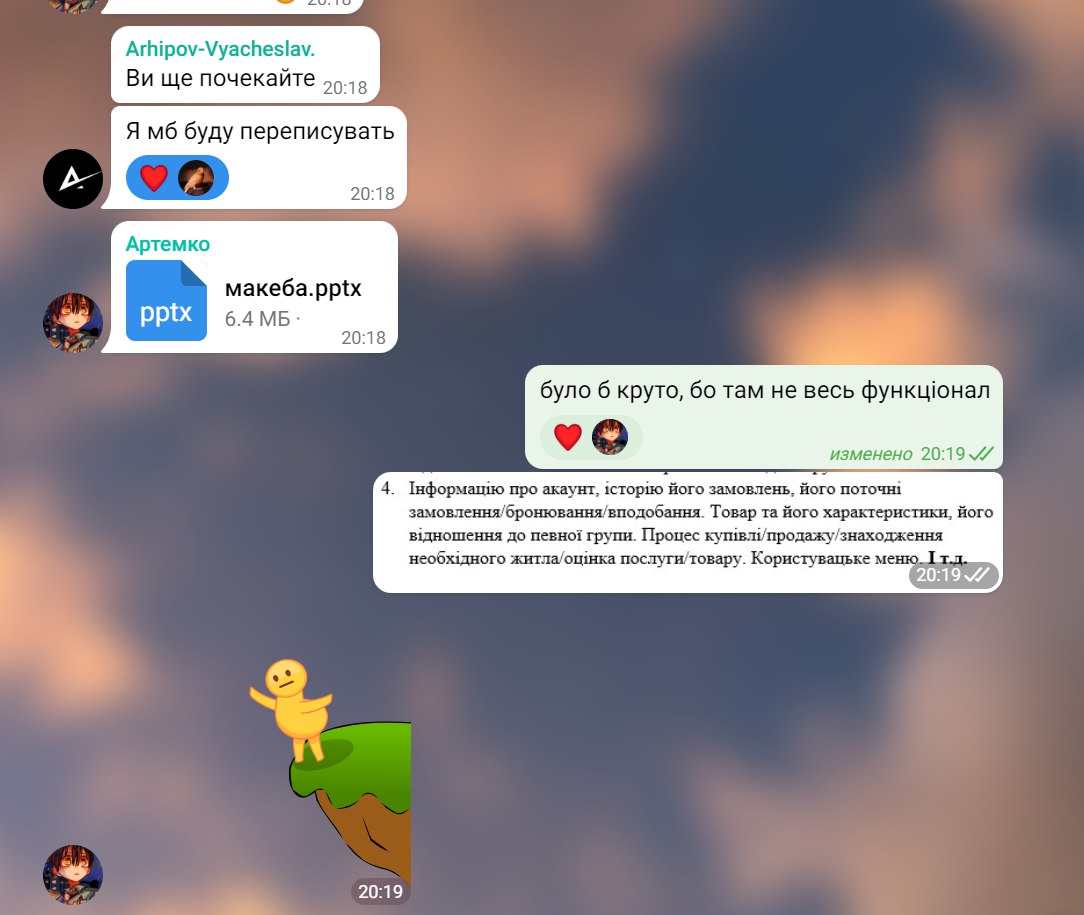 20:18
Arhipov-Vyacheslav.
Ви ще почекайте 20:18
Я мб буду переписувать
20:18
Артемко
pptx
макеба.pptx
6.4 МБ ·
20:18
було б круто, бо там не весь функціонал
изменено 20:19
4. Інформацію про акаунт, історію його замовлень, його поточні
замовлення/бронювання/вподобання. Товар та його характеристики, його
відношення до певної групи. Процес купівлі/продажу/знаходження
необхідного житла/оцінка послуги/товару. Користувацьке меню. І т.д.
20:19
20:19